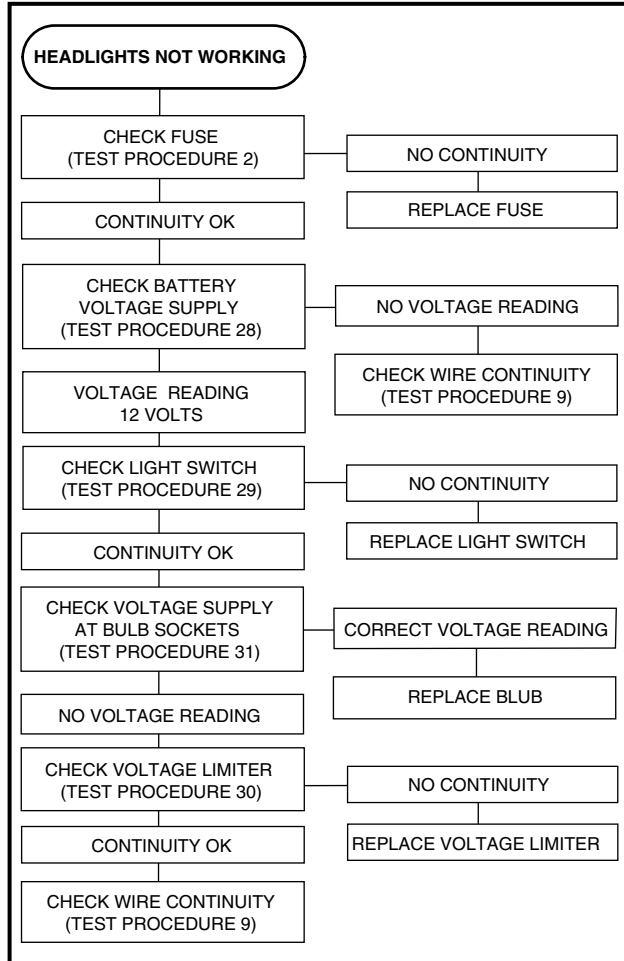 HEADLIGHTS NOT WORKING
CHECK FUSE
(TEST PROCEDURE 2)
NO CONTINUITY
REPLACE FUSE
CONTINUITY OK
CHECK BATTERY
VOLTAGE SUPPLY
(TEST PROCEDURE 28)
NO VOLTAGE READING
CHECK WIRE CONTINUITY
(TEST PROCEDURE 9)
VOLTAGE READING
12 VOLTS
CHECK LIGHT SWITCH
(TEST PROCEDURE 29)
NO CONTINUITY
REPLACE LIGHT SWITCH
CONTINUITY OK
CHECK VOLTAGE SUPPLY
AT BULB SOCKETS
(TEST PROCEDURE 31)
CORRECT VOLTAGE READING
REPLACE BLUB
NO VOLTAGE READING
CHECK VOLTAGE LIMITER
(TEST PROCEDURE 30)
NO CONTINUITY
REPLACE VOLTAGE LIMITER
CONTINUITY OK
CHECK WIRE CONTINUITY
(TEST PROCEDURE 9)